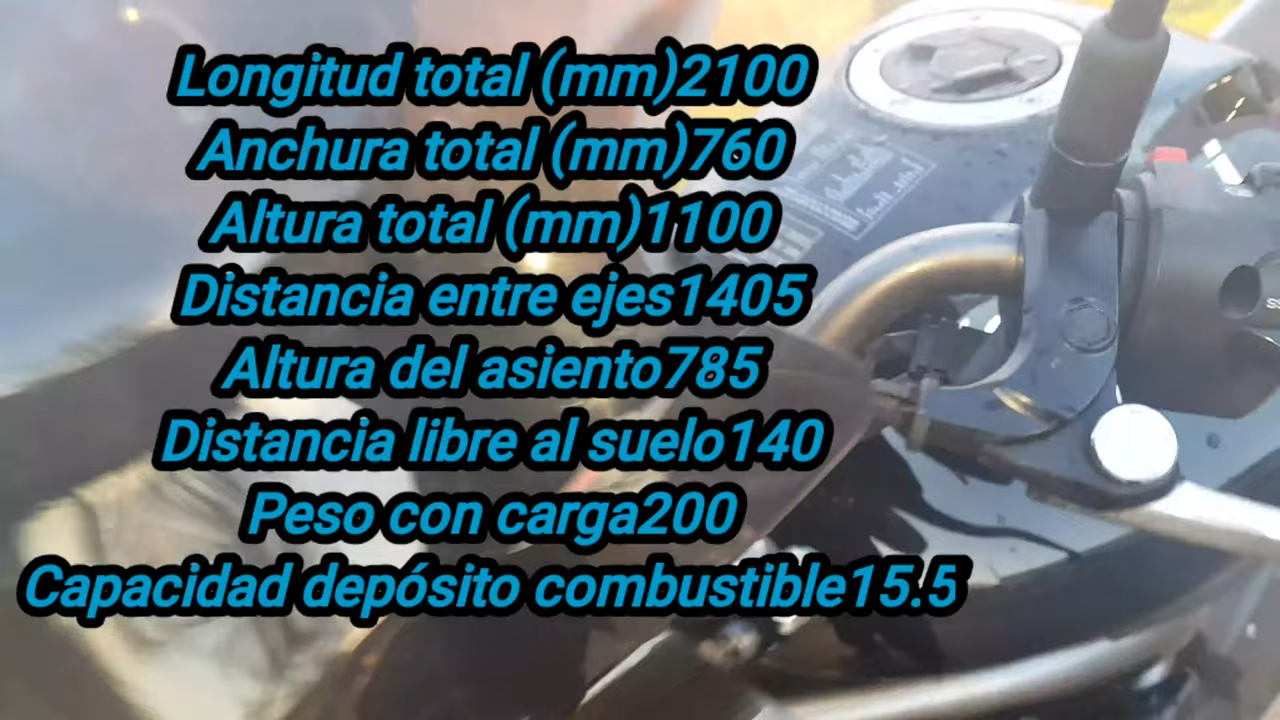 Longitud total (mm)2100
Anchura total (mm)760
Altura total (mm)1100
Distancia entre ejes1405
Altura del asiento785
Distancia libre al suelo140
Peso con carga200
Capacidad depósito combustible15.5